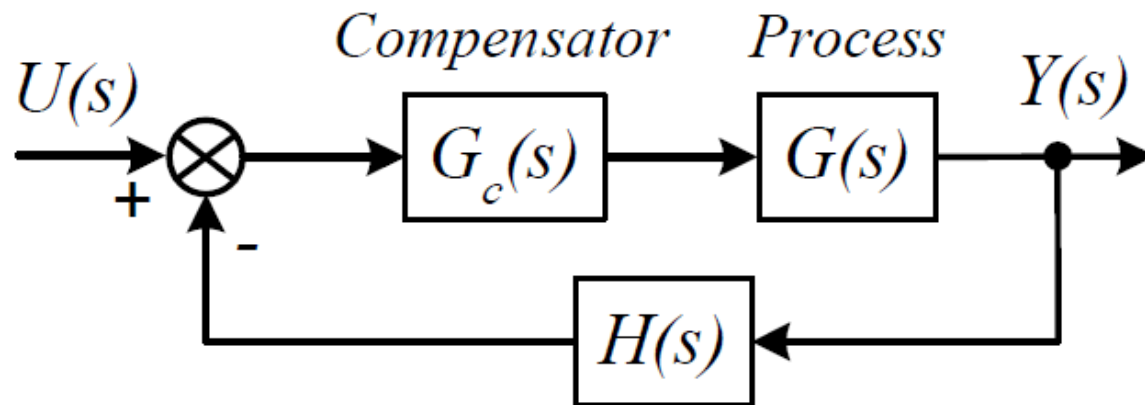 Compensator Process
U(s) Y(s)
G_c(s) G(s)
+
-
H(s)